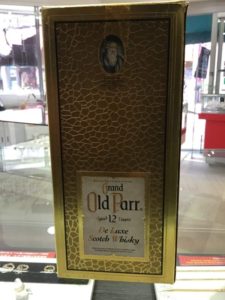 Grand
Old Parr
Aged 12 Years
De Luxe
Scotch Whisky